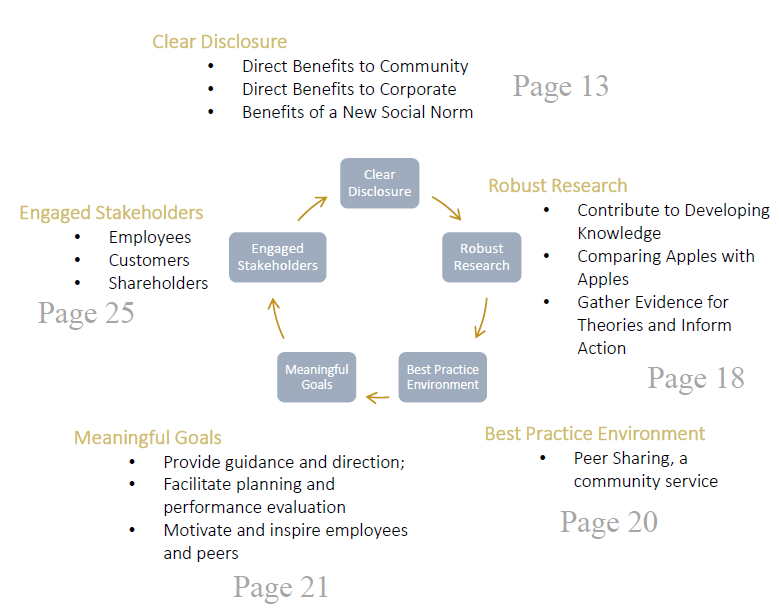 Clear Disclosure
• Direct Benefits to Community
• Direct Benefits to Corporate
• Benefits of a New Social Norm
Page 13
Clear
Disclosure
Robust Research
• Contribute to Developing
Knowledge
• Comparing Apples with
Apples
• Gather Evidence for
Theories and Inform
Action
Page 18
Engaged Stakeholders
• Employees
• Customers
• Shareholders
Page 25
Engaged
Stakeholders
Robust
Research
Meaningful
Goals
Best Practice
Environment
Meaningful Goals
• Provide guidance and direction;
• Facilitate planning and
performance evaluation
• Motivate and inspire employees
and peers
Page 21
Best Practice Environment
• Peer Sharing, a
community service
Page 20